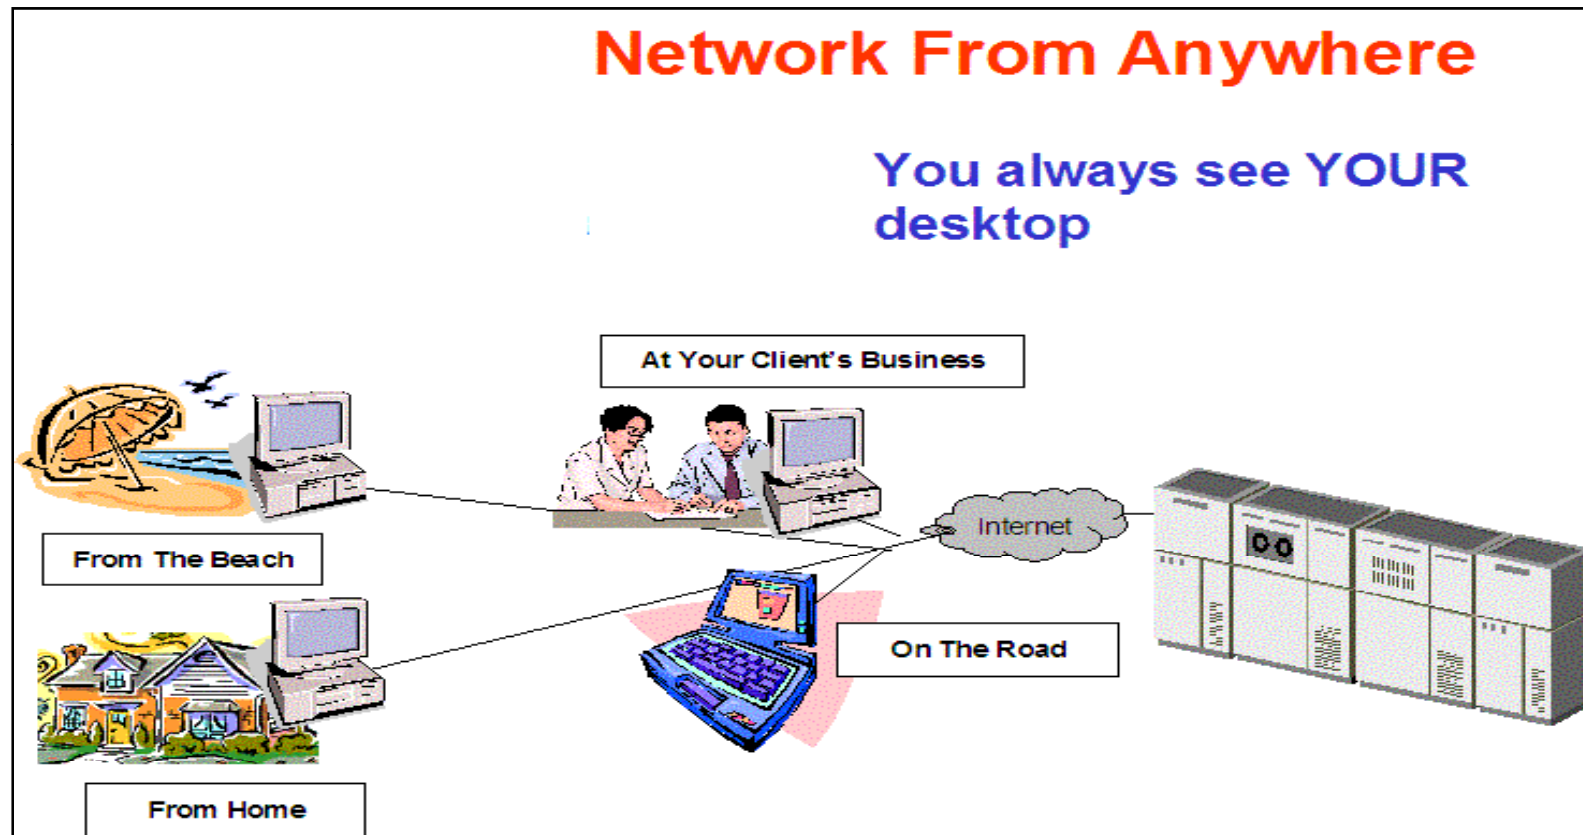 Network From Anywhere
You always see YOUR
desktop
At Your Client's Business
Internet
From The Beach
On The Road
From Home